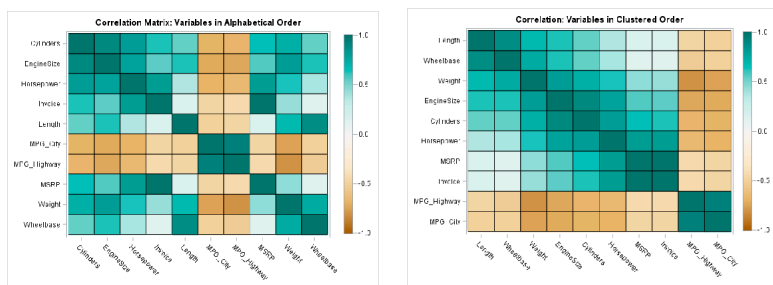 Correlation Matrix: Variables in Alphabetical Order
Cylinders
EngineSize
Horsepower
Invoice
Length
MPG_City
MPG_Highway
MSRP
Weight
Wheelbase
Cylinders
EngineSize
Horsepower
Invoice
Length
MPG_City
MPG_Highway
MSRP
Weight
Wheelbase
1.0
0.5
0.0
-0.5
-1.0
Correlation: Variables in Clustered Order
Length
Wheelbase
Weight
EngineSize
Cylinders
Horsepower
MSRP
Invoice
MPG_Highway
MPG_City
Length
Wheelbase
Weight
EngineSize
Cylinders
Horsepower
MSRP
Invoice
MPG_Highway
MPG_City
1.0
0.5
0.0
-0.5
-1.0